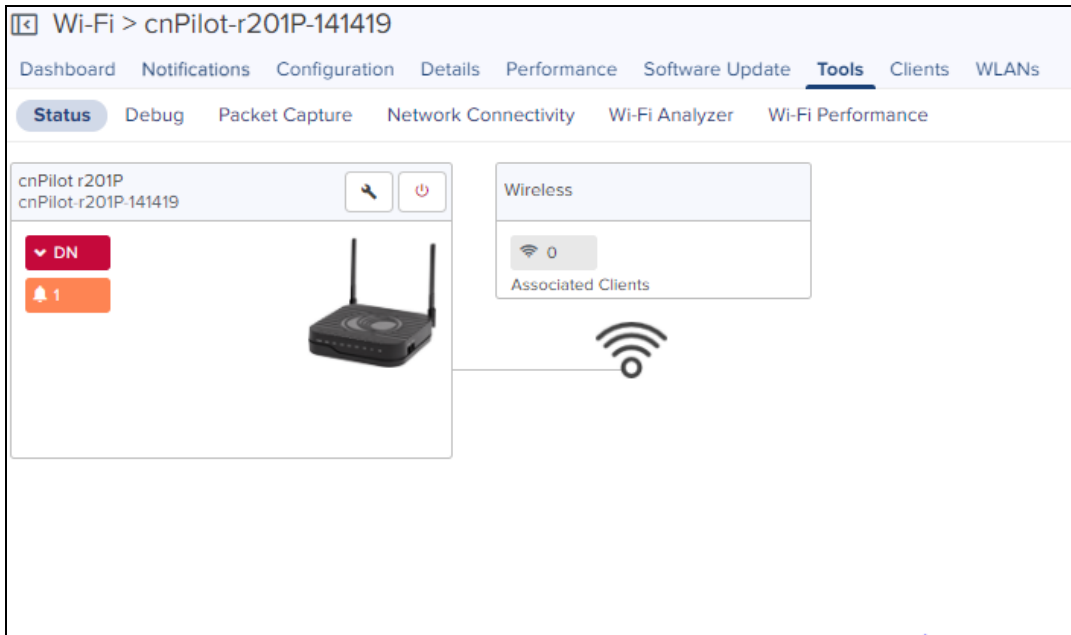 Wi-Fi > cnPilot-r201P-141419
Dashboard Notifications Configuration Details Performance Software Update Tools Clients WLANs
Status Debug Packet Capture Network Connectivity Wi-Fi Analyzer Wi-Fi Performance
cnPilot r201P
cnPilot-r201P-141419
DN
1
Wireless
0
Associated Clients